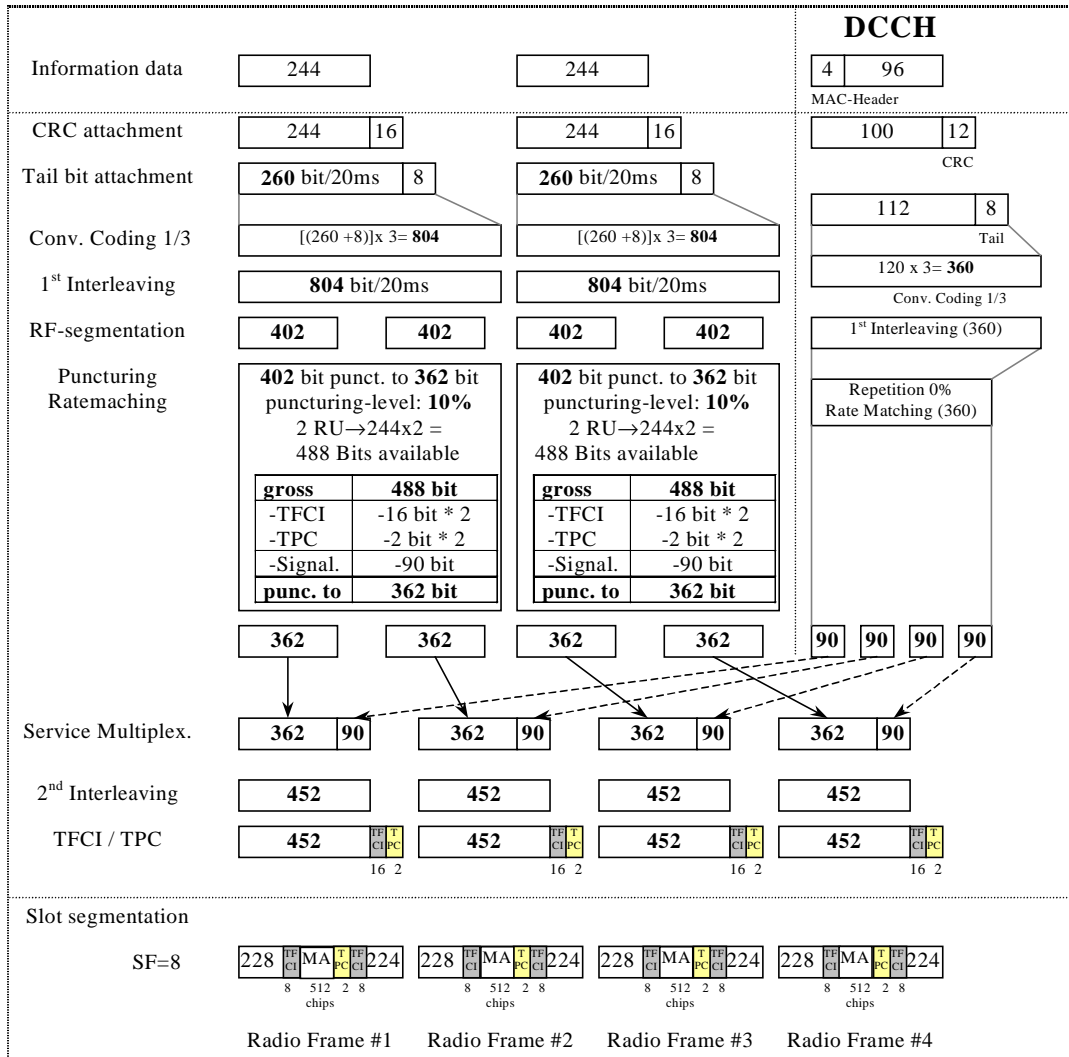 DCCH
Information data 244 244 4 96
MAC-Header
CRC attachment 244 16 244 16 100 12
CRC
Tail bit attachment 260 bit/20ms 8 260 bit/20ms 8
112 8
Tail
Conv. Coding 1/3 [(260 +8)]x 3= 804 [(260 +8)]x 3= 804
120 x 3= 360
Conv. Coding 1/3
1st Interleaving 804 bit/20ms 804 bit/20ms
RF-segmentation 402 402 402 402 1st Interleaving (360)
Puncturing
Ratemaching
402 bit punct. to 362 bit
puncturing-level: 10%
2 RU→244x2 =
488 Bits available
gross 488 bit
-TFCI -16 bit * 2
-TPC -2 bit * 2
-Signal. -90 bit
punc. to 362 bit
402 bit punct. to 362 bit
puncturing-level: 10%
2 RU→244x2 =
488 Bits available
gross 488 bit
-TFCI -16 bit * 2
-TPC -2 bit * 2
-Signal. -90 bit
punc. to 362 bit
Repetition 0%
Rate Matching (360)
362 362 362 362 90 90 90 90
Service Multiplex. 362 90 362 90 362 90 362 90
2nd Interleaving 452 452 452 452
TFCI / TPC 452 TF CI T PC 452 TF CI T PC 452 TF CI T PC 452 TF CI T PC
16 2 16 2 16 2 16 2
Slot segmentation
SF=8 228 TF CI MA T PC TF CI 224 228 TF CI MA T PC TF CI 224 228 TF CI MA T PC TF CI 224 228 TF CI MA T PC TF CI 224
8 512 2 8 8 512 2 8 8 512 2 8 8 512 2 8
chips chips chips chips
Radio Frame #1 Radio Frame #2 Radio Frame #3 Radio Frame #4